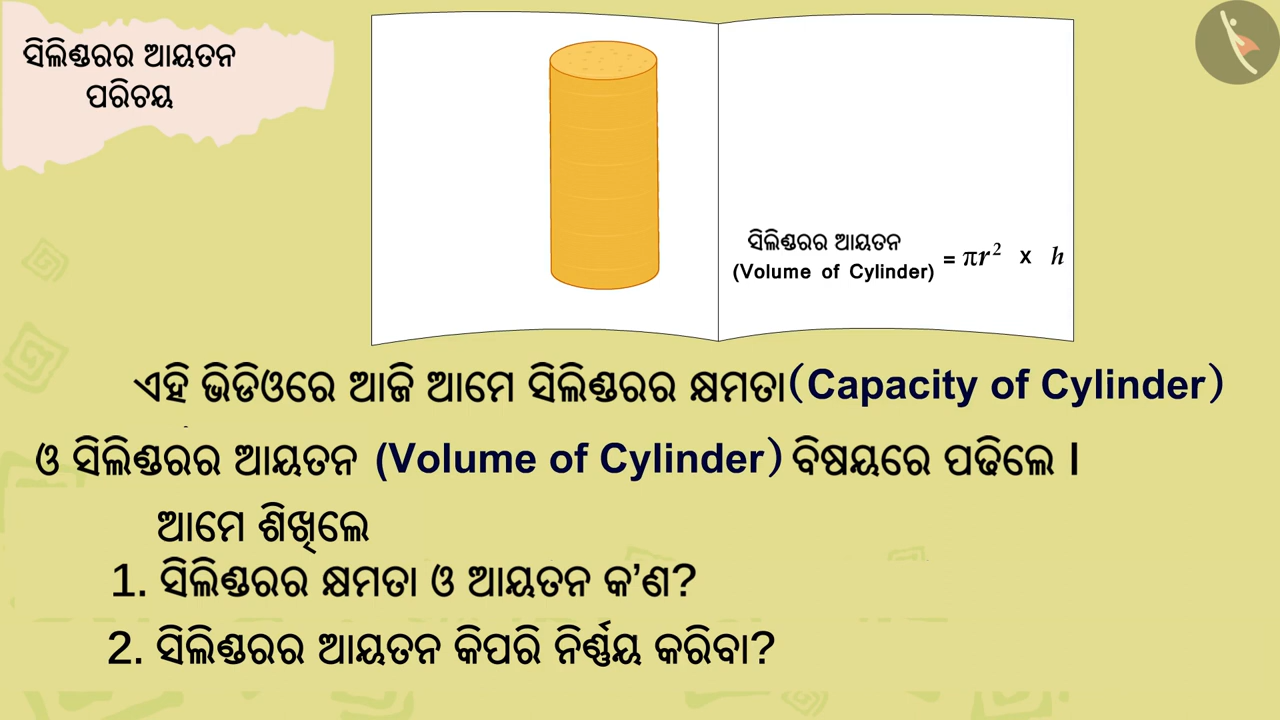 ସିଲିଣ୍ଡରର ଆୟତନ
ପରିଚୟ
ସିଲିଣ୍ଡରର ଆୟତନ
(Volume of Cylinder) = πr² x h
ଏହି ଭିଡିଓରେ ଆଜି ଆମେ ସିଲିଣ୍ଡରର କ୍ଷମତା(Capacity of Cylinder)
ଓ ସିଲିଣ୍ଡରର ଆୟତନ (Volume of Cylinder) ବିଷୟରେ ପଢିଲେ ।
ଆମେ ଶିଖିଲେ
1. ସିଲିଣ୍ଡରର କ୍ଷମତା ଓ ଆୟତନ କ’ଣ?
2. ସିଲିଣ୍ଡରର ଆୟତନ କିପରି ନିର୍ଣ୍ଣୟ କରିବା?